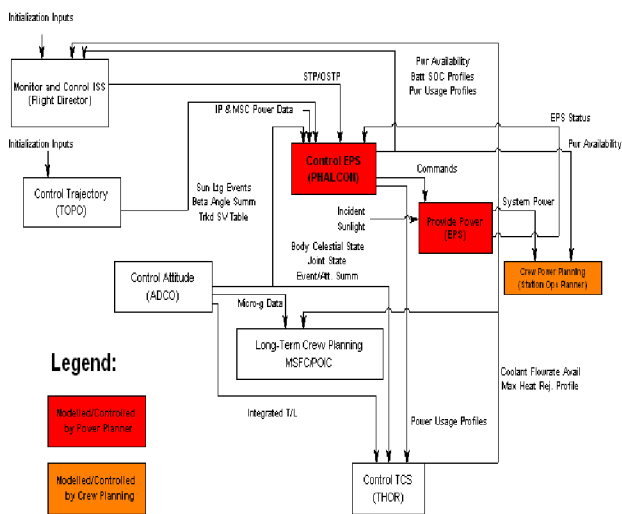 Initialization Inputs
Monitor and Conrol ISS
(Flight Director)
STP/OSTP
Pwr Availability
Batt SOC Profiles
Pwr Usage Profiles
IP & MSC Power Data
EPS Status
Initialization Inputs
Control EPS
(PHALCON)
Pwr Availability
Control Trajectory
(TOPO)
Sun Ltg Events
Beta Angle Summ
Trkd SV Table
Commands
System Power
Incident
Sunlight
Provide Power
(EPS)
Body Celestial State
Joint State
Event/Att. Summ
Control Attitude
(ADCO)
Crew Power Planning
(Station Ops Planner)
Micro-g Data
Long-Term Crew Planning
MSFC/POIC
Legend:
Coolant Flowrate Avail
Max Heat Rej. Profile
Modelled/Controlled
by Power Planner
Integrated T/L
Power Usage Profiles
Modelled/Controlled
by Crew Planning
Control TCS
(THOR)